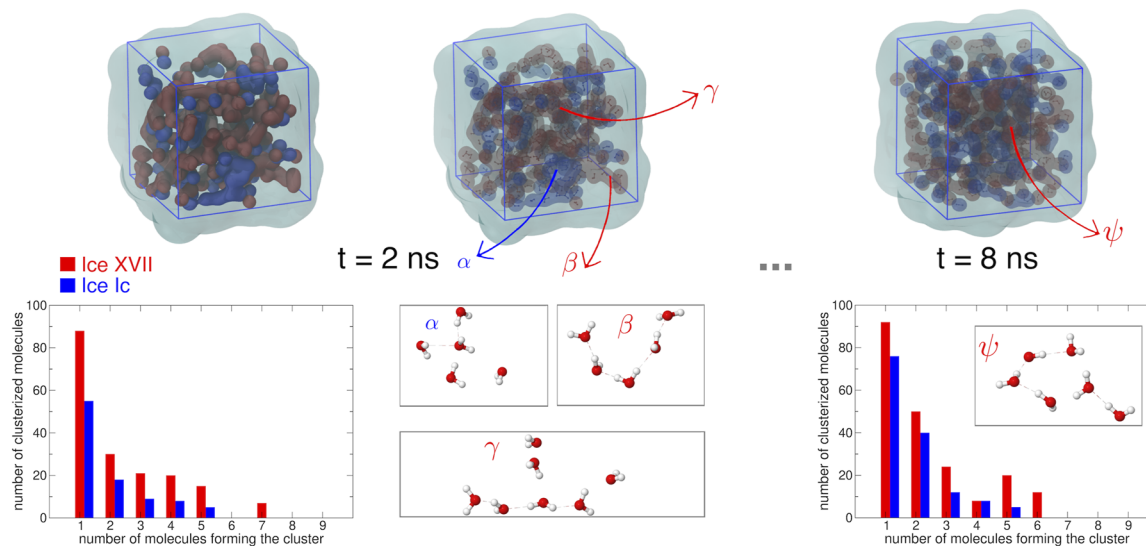 γ
α
β
ψ
t = 2 ns
...
t = 8 ns
Ice XVII
Ice Ic
number of clusterized molecules
100
80
60
40
20
0
1 2 3 4 5 6 7 8 9
number of molecules forming the cluster
α
β
γ
number of clusterized molecules
100
80
60
40
20
0
ψ
1 2 3 4 5 6 7 8 9
number of molecules forming the cluster